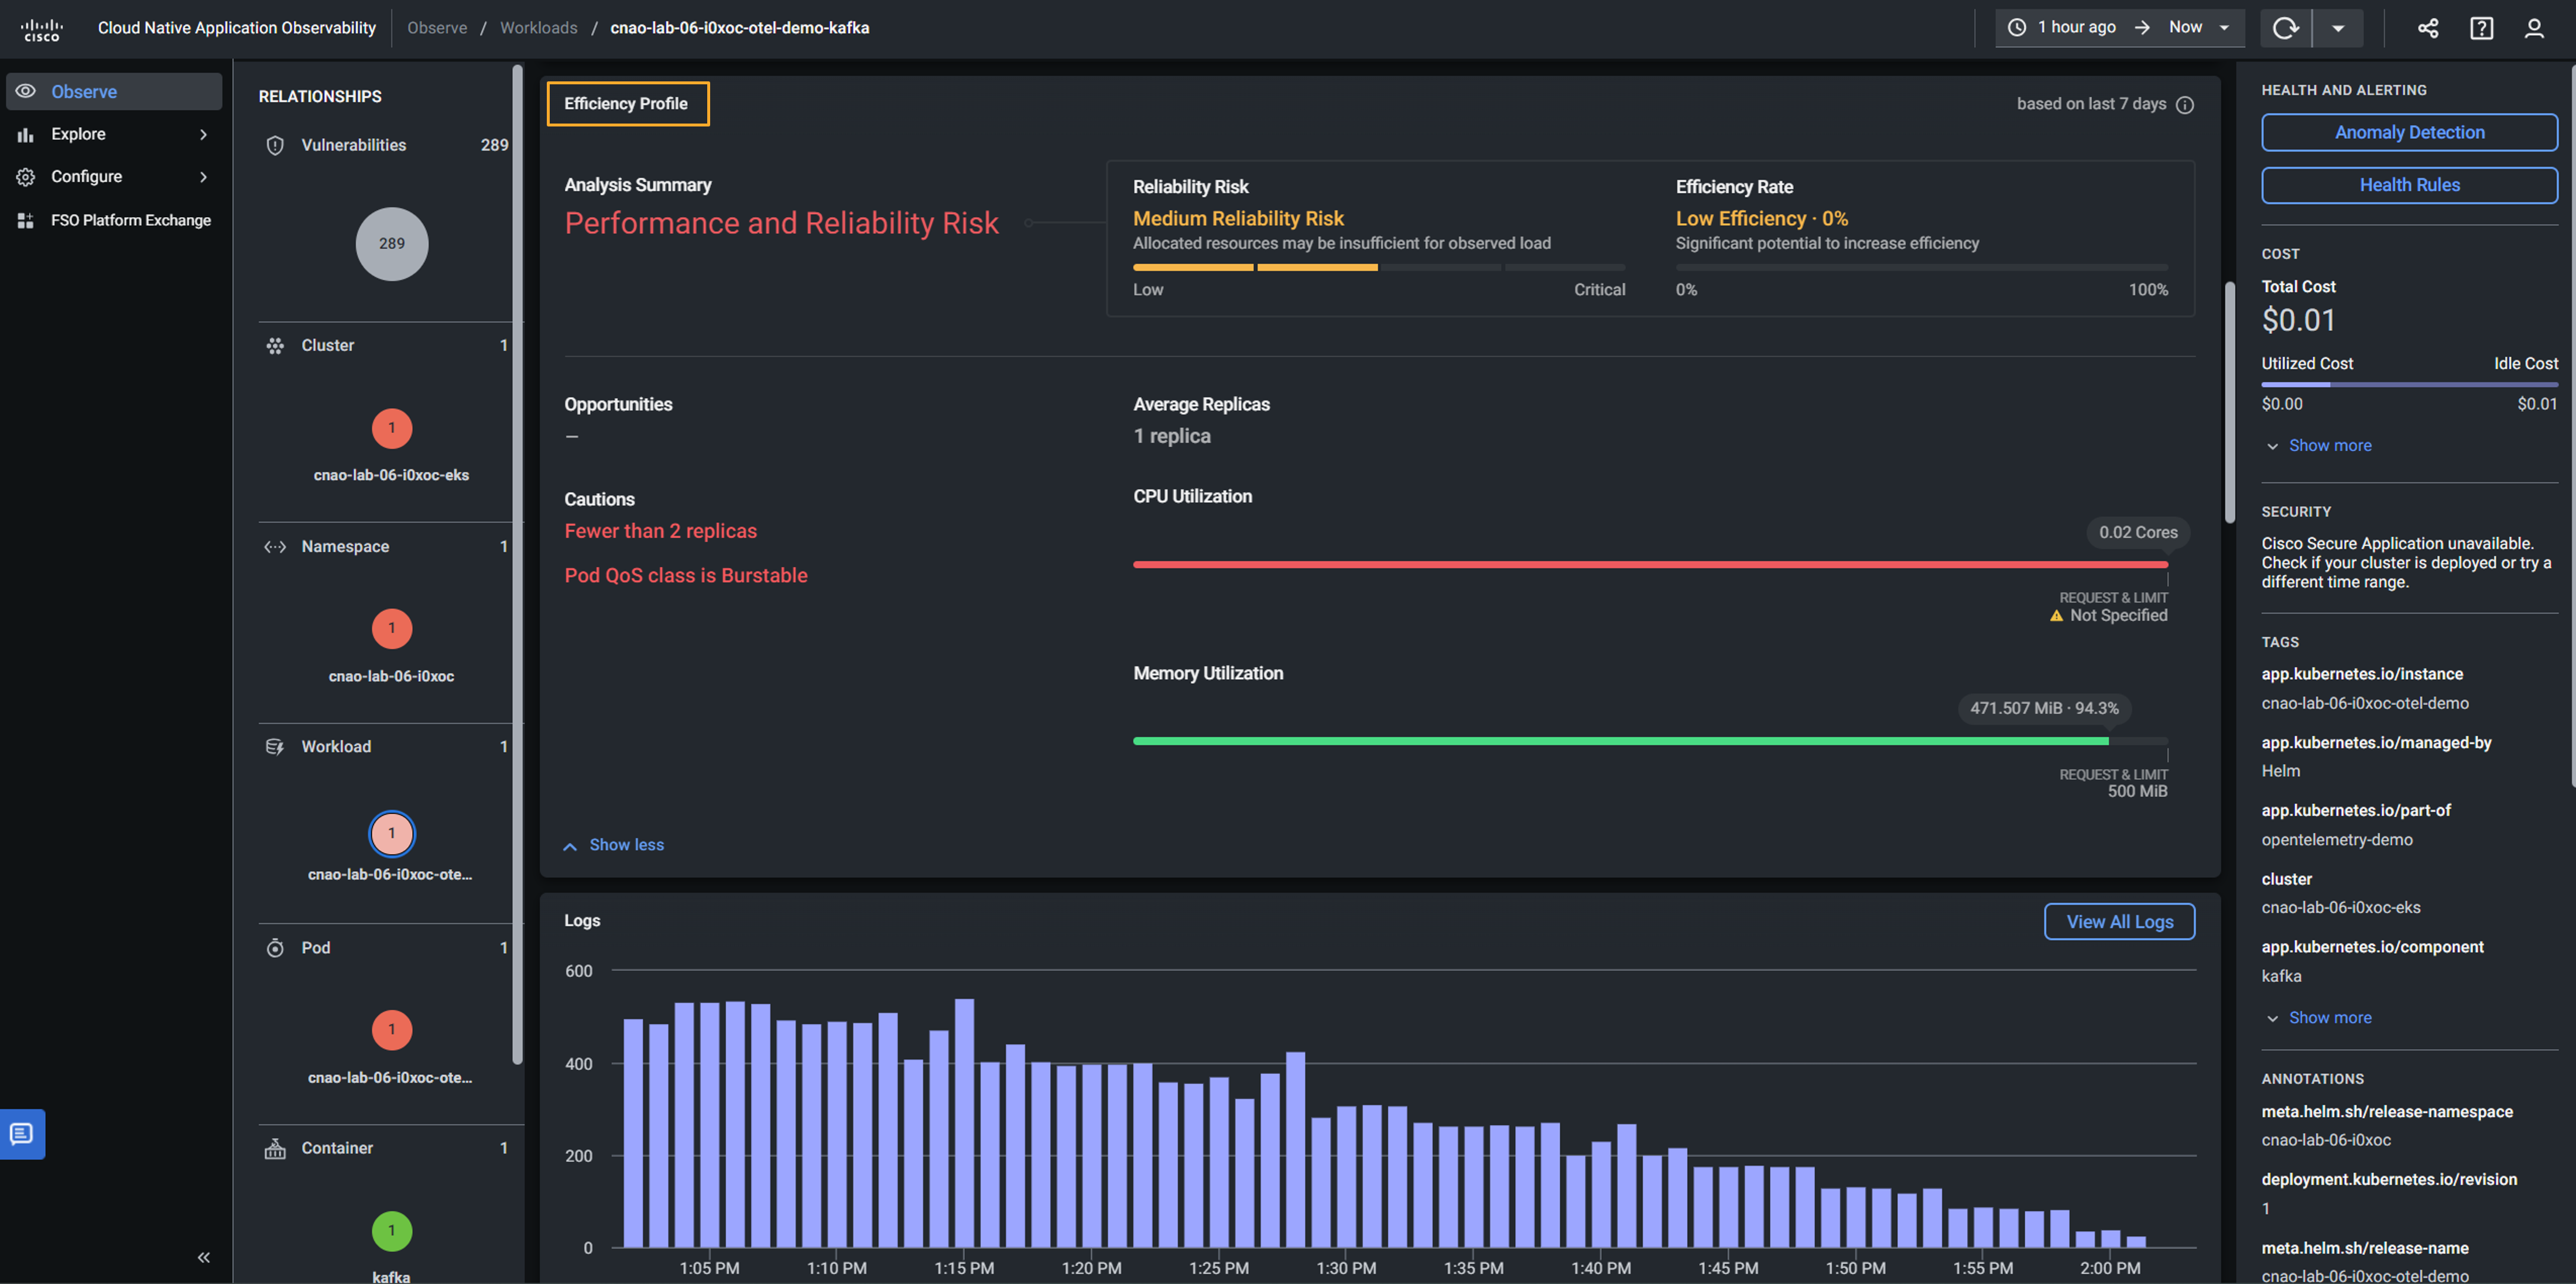 CISCO
Cloud Native Application Observability
Observe / Workloads / cnao-lab-06-i0xoc-otel-demo-kafka
1 hour ago → Now
Observe
Explore
Configure
FSO Platform Exchange
RELATIONSHIPS
Vulnerabilities 289
289
Cluster 1
1
cnao-lab-06-i0xoc-eks
Namespace 1
1
cnao-lab-06-i0xoc
Workload 1
1
cnao-lab-06-i0xoc-ote...
Pod 1
1
cnao-lab-06-i0xoc-ote...
Container 1
1
kafka
Efficiency Profile
based on last 7 days
Analysis Summary
Performance and Reliability Risk
Reliability Risk
Medium Reliability Risk
Allocated resources may be insufficient for observed load
Low Critical
Efficiency Rate
Low Efficiency · 0%
Significant potential to increase efficiency
0% 100%
Opportunities
–
Cautions
Fewer than 2 replicas
Pod QoS class is Burstable
Average Replicas
1 replica
CPU Utilization
0.02 Cores
REQUEST & LIMIT
Not Specified
Memory Utilization
471.507 MiB · 94.3%
REQUEST & LIMIT
500 MiB
Show less
Logs
View All Logs
600
400
200
0
1:05 PM 1:10 PM 1:15 PM 1:20 PM 1:25 PM 1:30 PM 1:35 PM 1:40 PM 1:45 PM 1:50 PM 1:55 PM 2:00 PM
HEALTH AND ALERTING
Anomaly Detection
Health Rules
COST
Total Cost
$0.01
Utilized Cost Idle Cost
$0.00 $0.01
Show more
SECURITY
Cisco Secure Application unavailable.
Check if your cluster is deployed or try a
different time range.
TAGS
app.kubernetes.io/instance
cnao-lab-06-i0xoc-otel-demo
app.kubernetes.io/managed-by
Helm
app.kubernetes.io/part-of
opentelemetry-demo
cluster
cnao-lab-06-i0xoc-eks
app.kubernetes.io/component
kafka
Show more
ANNOTATIONS
meta.helm.sh/release-namespace
cnao-lab-06-i0xoc
deployment.kubernetes.io/revision
1
meta.helm.sh/release-name
cnao-lab-06-i0xoc-otel-demo